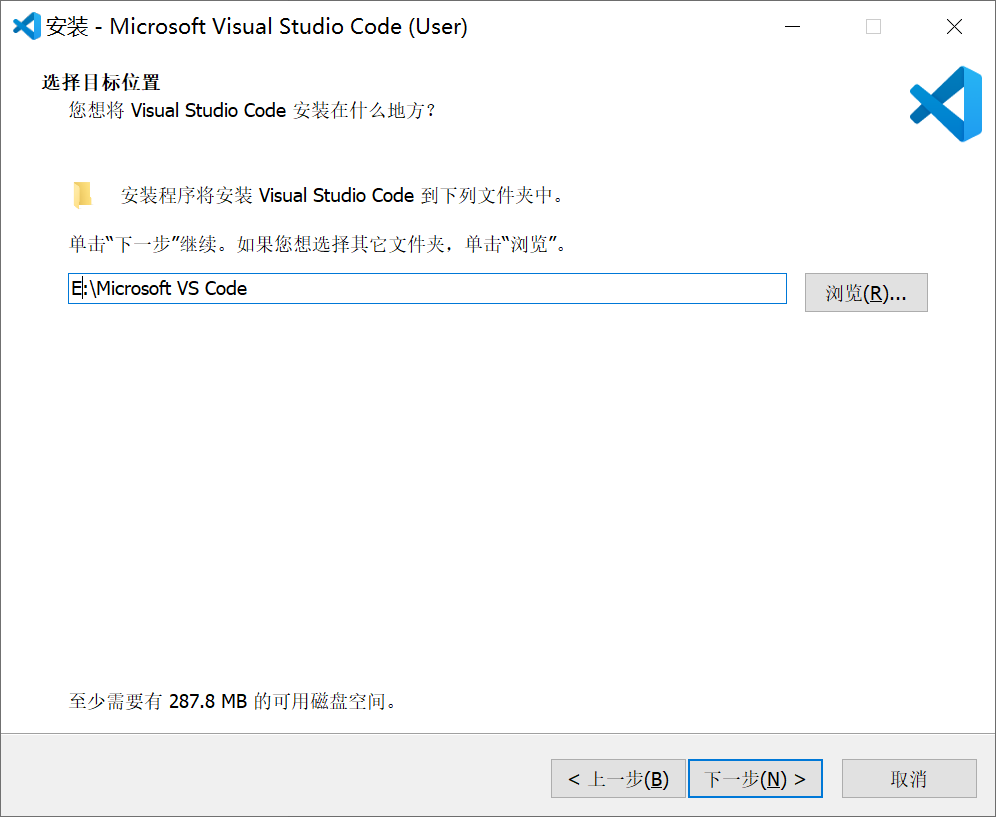 安装 - Microsoft Visual Studio Code (User)
选择目标位置
您想将 Visual Studio Code 安装在什么地方？
安装程序将安装 Visual Studio Code 到下列文件夹中。
单击“下一步”继续。如果您想选择其它文件夹，单击“浏览”。
E:\Microsoft VS Code
浏览(R)...
至少需要有 287.8 MB 的可用磁盘空间。
< 上一步(B) 下一步(N) > 取消